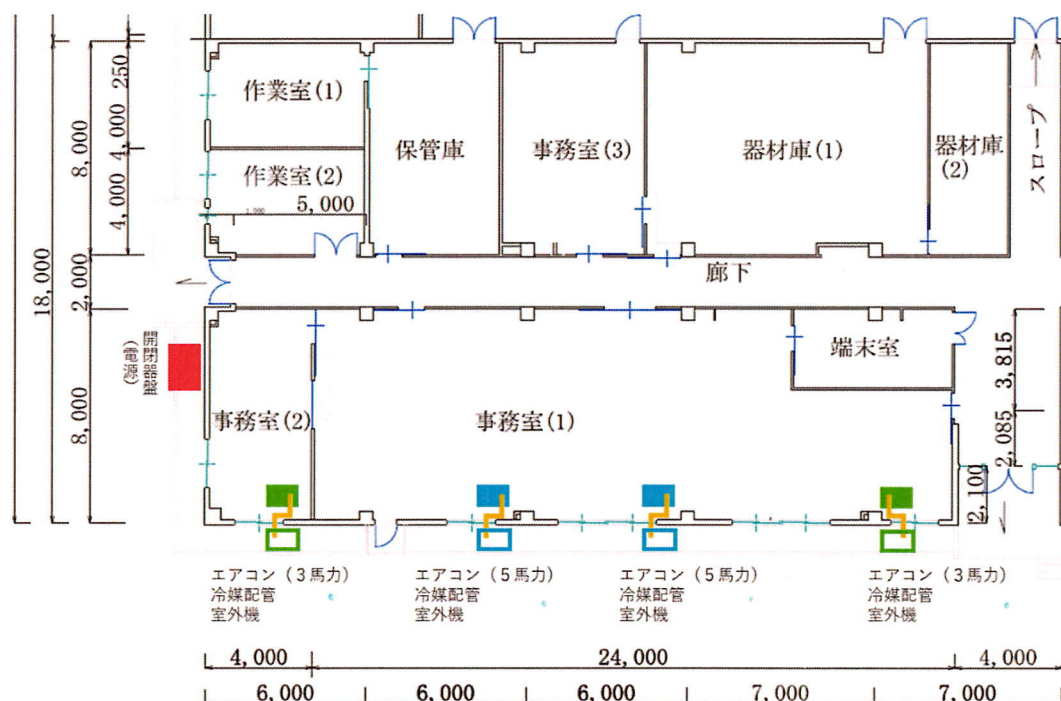 作業室(1)
保管庫
事務室(3)
器材庫(1)
器材庫
(2)
スロープ
作業室(2)
5,000
1,000
250
4,000
4,000
8,000
18,000
2,000
8,000
廊下
開閉器盤
(電源)
端末室
事務室(2)
事務室(1)
3,815
2,085
2,100
エアコン(3馬力)
冷媒配管
室外機
エアコン(5馬力)
冷媒配管
室外機
エアコン(5馬力)
冷媒配管
室外機
エアコン(3馬力)
冷媒配管
室外機
4,000
24,000
4,000
6,000
6,000
6,000
7,000
7,000